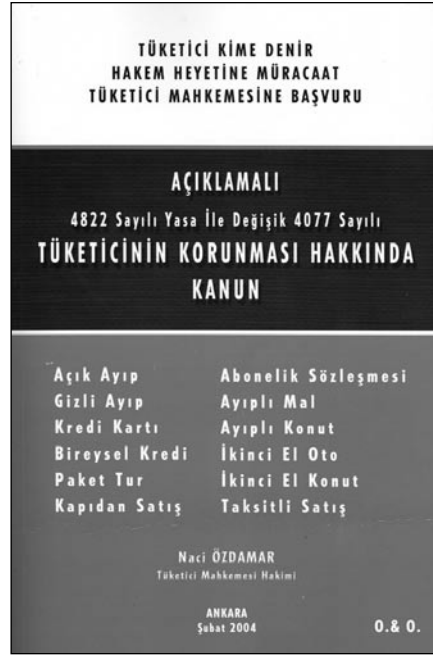 TÜKETİCİ KİME DENİR
HAKEM HEYETİNE MÜRACAAT
TÜKETİCİ MAHKEMESİNE BAŞVURU
AÇIKLAMALI
4822 Sayılı Yasa İle Değişik 4077 Sayılı
TÜKETİCİNİN KORUNMASI HAKKINDA
KANUN
Açık Ayıp
Gizli Ayıp
Kredi Kartı
Bireysel Kredi
Paket Tur
Kapıdan Satış
Abonelik Sözleşmesi
Ayıplı Mal
Ayıplı Konut
İkinci El Oto
İkinci El Konut
Taksitli Satış
Naci ÖZDAMAR
Tüketici Mahkemesi Hakimi
ANKARA
Şubat 2004
O.& O.